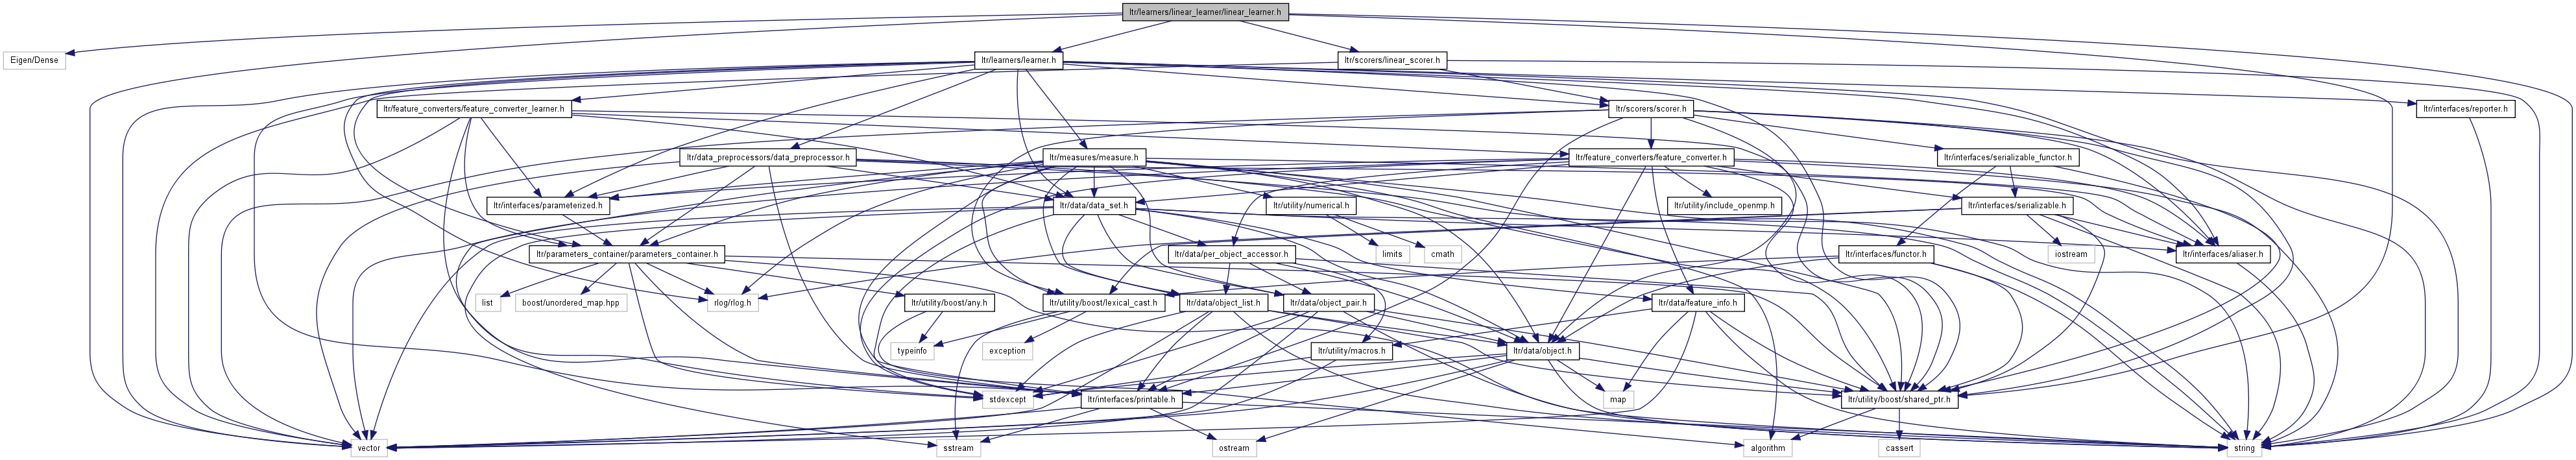 ltr/learners/linear_learner/linear_learner.h
Eigen/Dense
ltr/learners/learner.h
ltr/scorers/linear_scorer.h
ltr/feature_converters/feature_converter_learner.h
ltr/scorers/scorer.h
ltr/interfaces/reporter.h
ltr/data_preprocessors/data_preprocessor.h
ltr/measures/measure.h
ltr/feature_converters/feature_converter.h
ltr/interfaces/serializable_functor.h
ltr/interfaces/parameterized.h
ltr/data/data_set.h
ltr/utility/numerical.h
ltr/utility/include_openmp.h
ltr/interfaces/serializable.h
ltr/parameters_container/parameters_container.h
ltr/data/per_object_accessor.h
limits
cmath
ltr/interfaces/functor.h
iostream
ltr/interfaces/aliaser.h
list
boost/unordered_map.hpp
rlog/rlog.h
ltr/utility/boost/any.h
ltr/utility/boost/lexical_cast.h
ltr/data/object_list.h
ltr/data/object_pair.h
ltr/data/feature_info.h
typeinfo
exception
ltr/utility/macros.h
ltr/data/object.h
stdexcept
ltr/interfaces/printable.h
map
ltr/utility/boost/shared_ptr.h
vector
sstream
ostream
algorithm
cassert
string